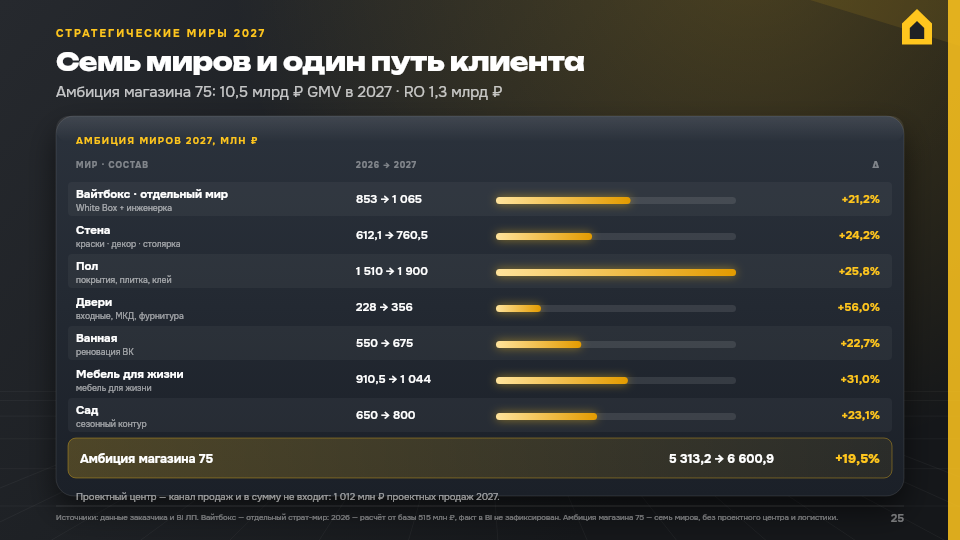 СТРАТЕГИЧЕСКИЕ МИРЫ 2027
Семь миров и один путь клиента
Амбиция магазина 75: 10,5 млрд ₽ GMV в 2027 · RO 1,3 млрд ₽
АМБИЦИЯ МИРОВ 2027, МЛН ₽
МИР · СОСТАВ 2026 → 2027 Δ
Вайтбокс · отдельный мир 853 → 1 065 +21,2%
White Box + инженерка
Стена 612,1 → 760,5 +24,2%
краски · декор · столярка
Пол 1 510 → 1 900 +25,8%
покрытия, плитка, клей
Двери 228 → 356 +56,0%
входные, МКД, фурнитура
Ванная 550 → 675 +22,7%
реновация ВК
Мебель для жизни 910,5 → 1 044 +31,0%
мебель для жизни
Сад 650 → 800 +23,1%
сезонный контур
Амбиция магазина 75 5 313,2 → 6 600,9 +19,5%
Проектный центр — канал продаж и в сумму не входит: 1 012 млн ₽ проектных продаж 2027.
Источники: данные заказчика и BI ЛП. Вайтбокс — отдельный страт-мир: 2026 — расчёт от базы 515 млн ₽, факт в BI не зафиксирован. Амбиция магазина 75 — семь миров, без проектного центра и логистики.
25